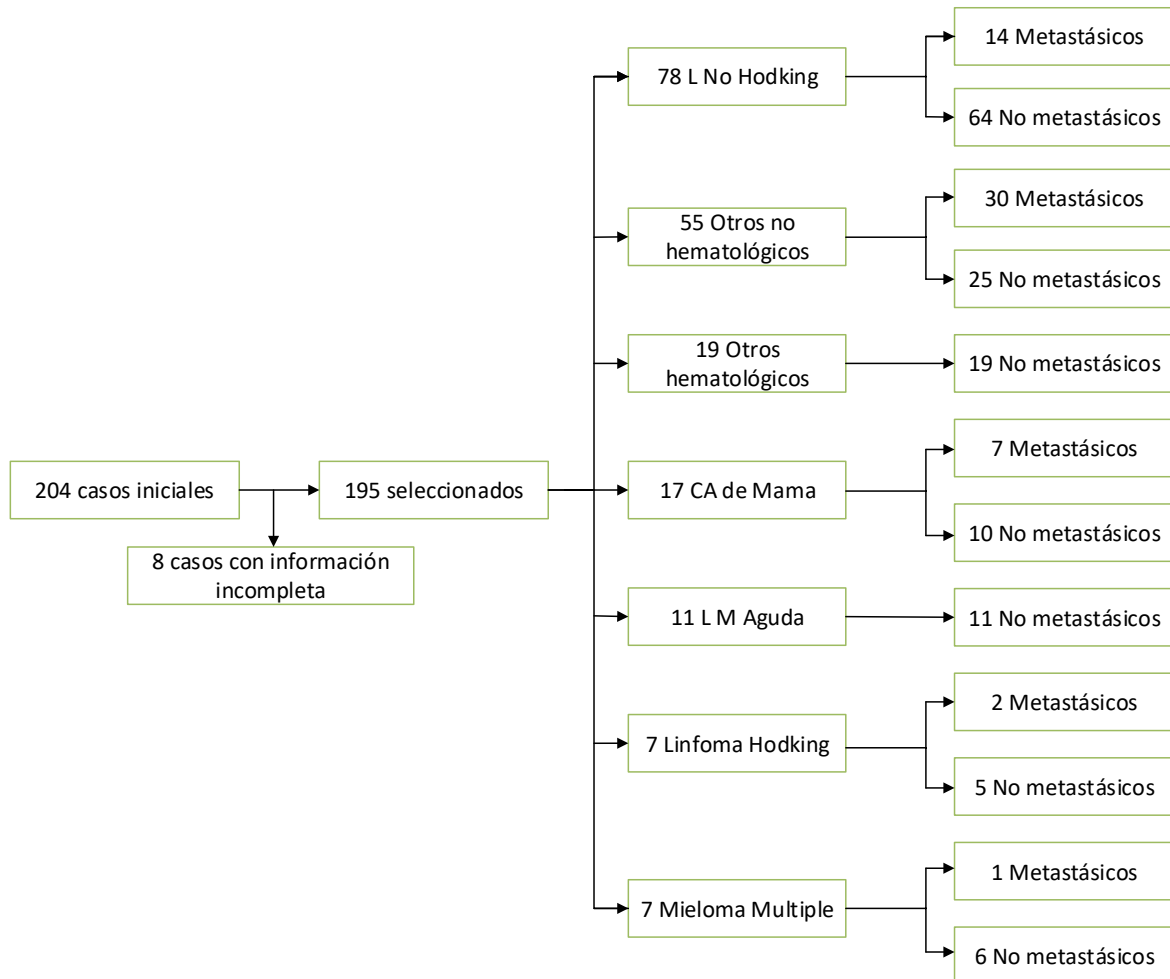 204 casos iniciales
8 casos con información
incompleta
195 seleccionados
78 L No Hodking
14 Metastásicos
64 No metastásicos
55 Otros no
hematológicos
30 Metastásicos
25 No metastásicos
19 Otros
hematológicos
19 No metastásicos
17 CA de Mama
7 Metastásicos
10 No metastásicos
11 L M Aguda
11 No metastásicos
7 Linfoma Hodking
2 Metastásicos
5 No metastásicos
7 Mieloma Multiple
1 Metastásicos
6 No metastásicos